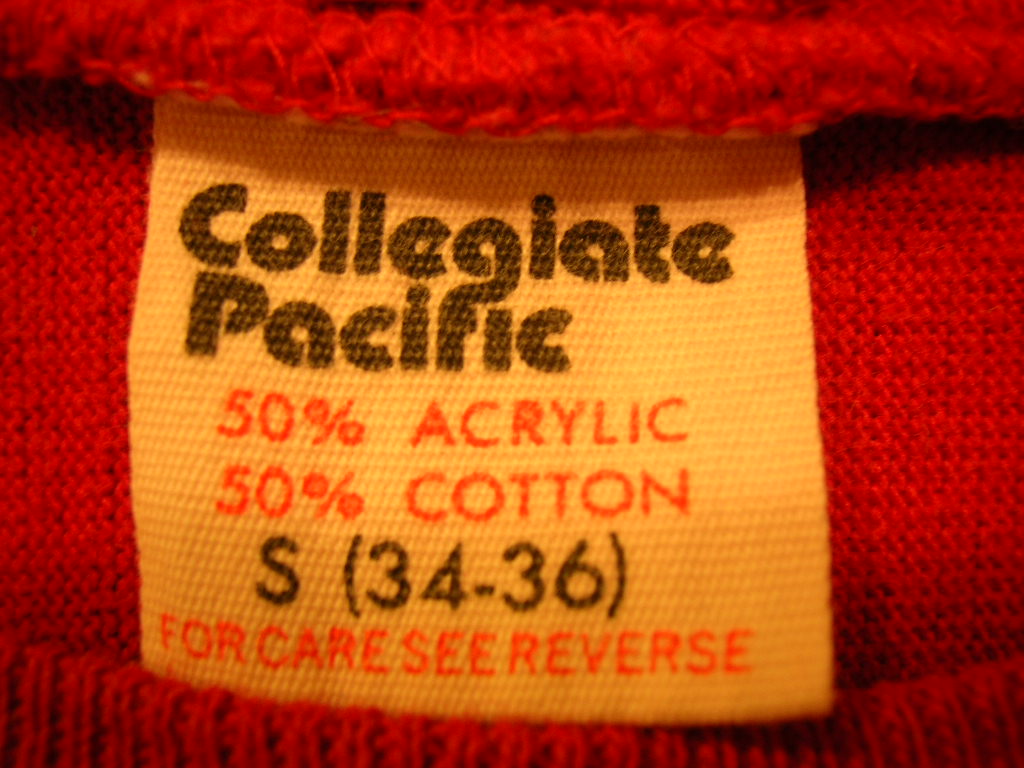 Collegiate
Pacific
50% ACRYLIC
50% COTTON
S (34-36)
FOR CARE SEE REVERSE